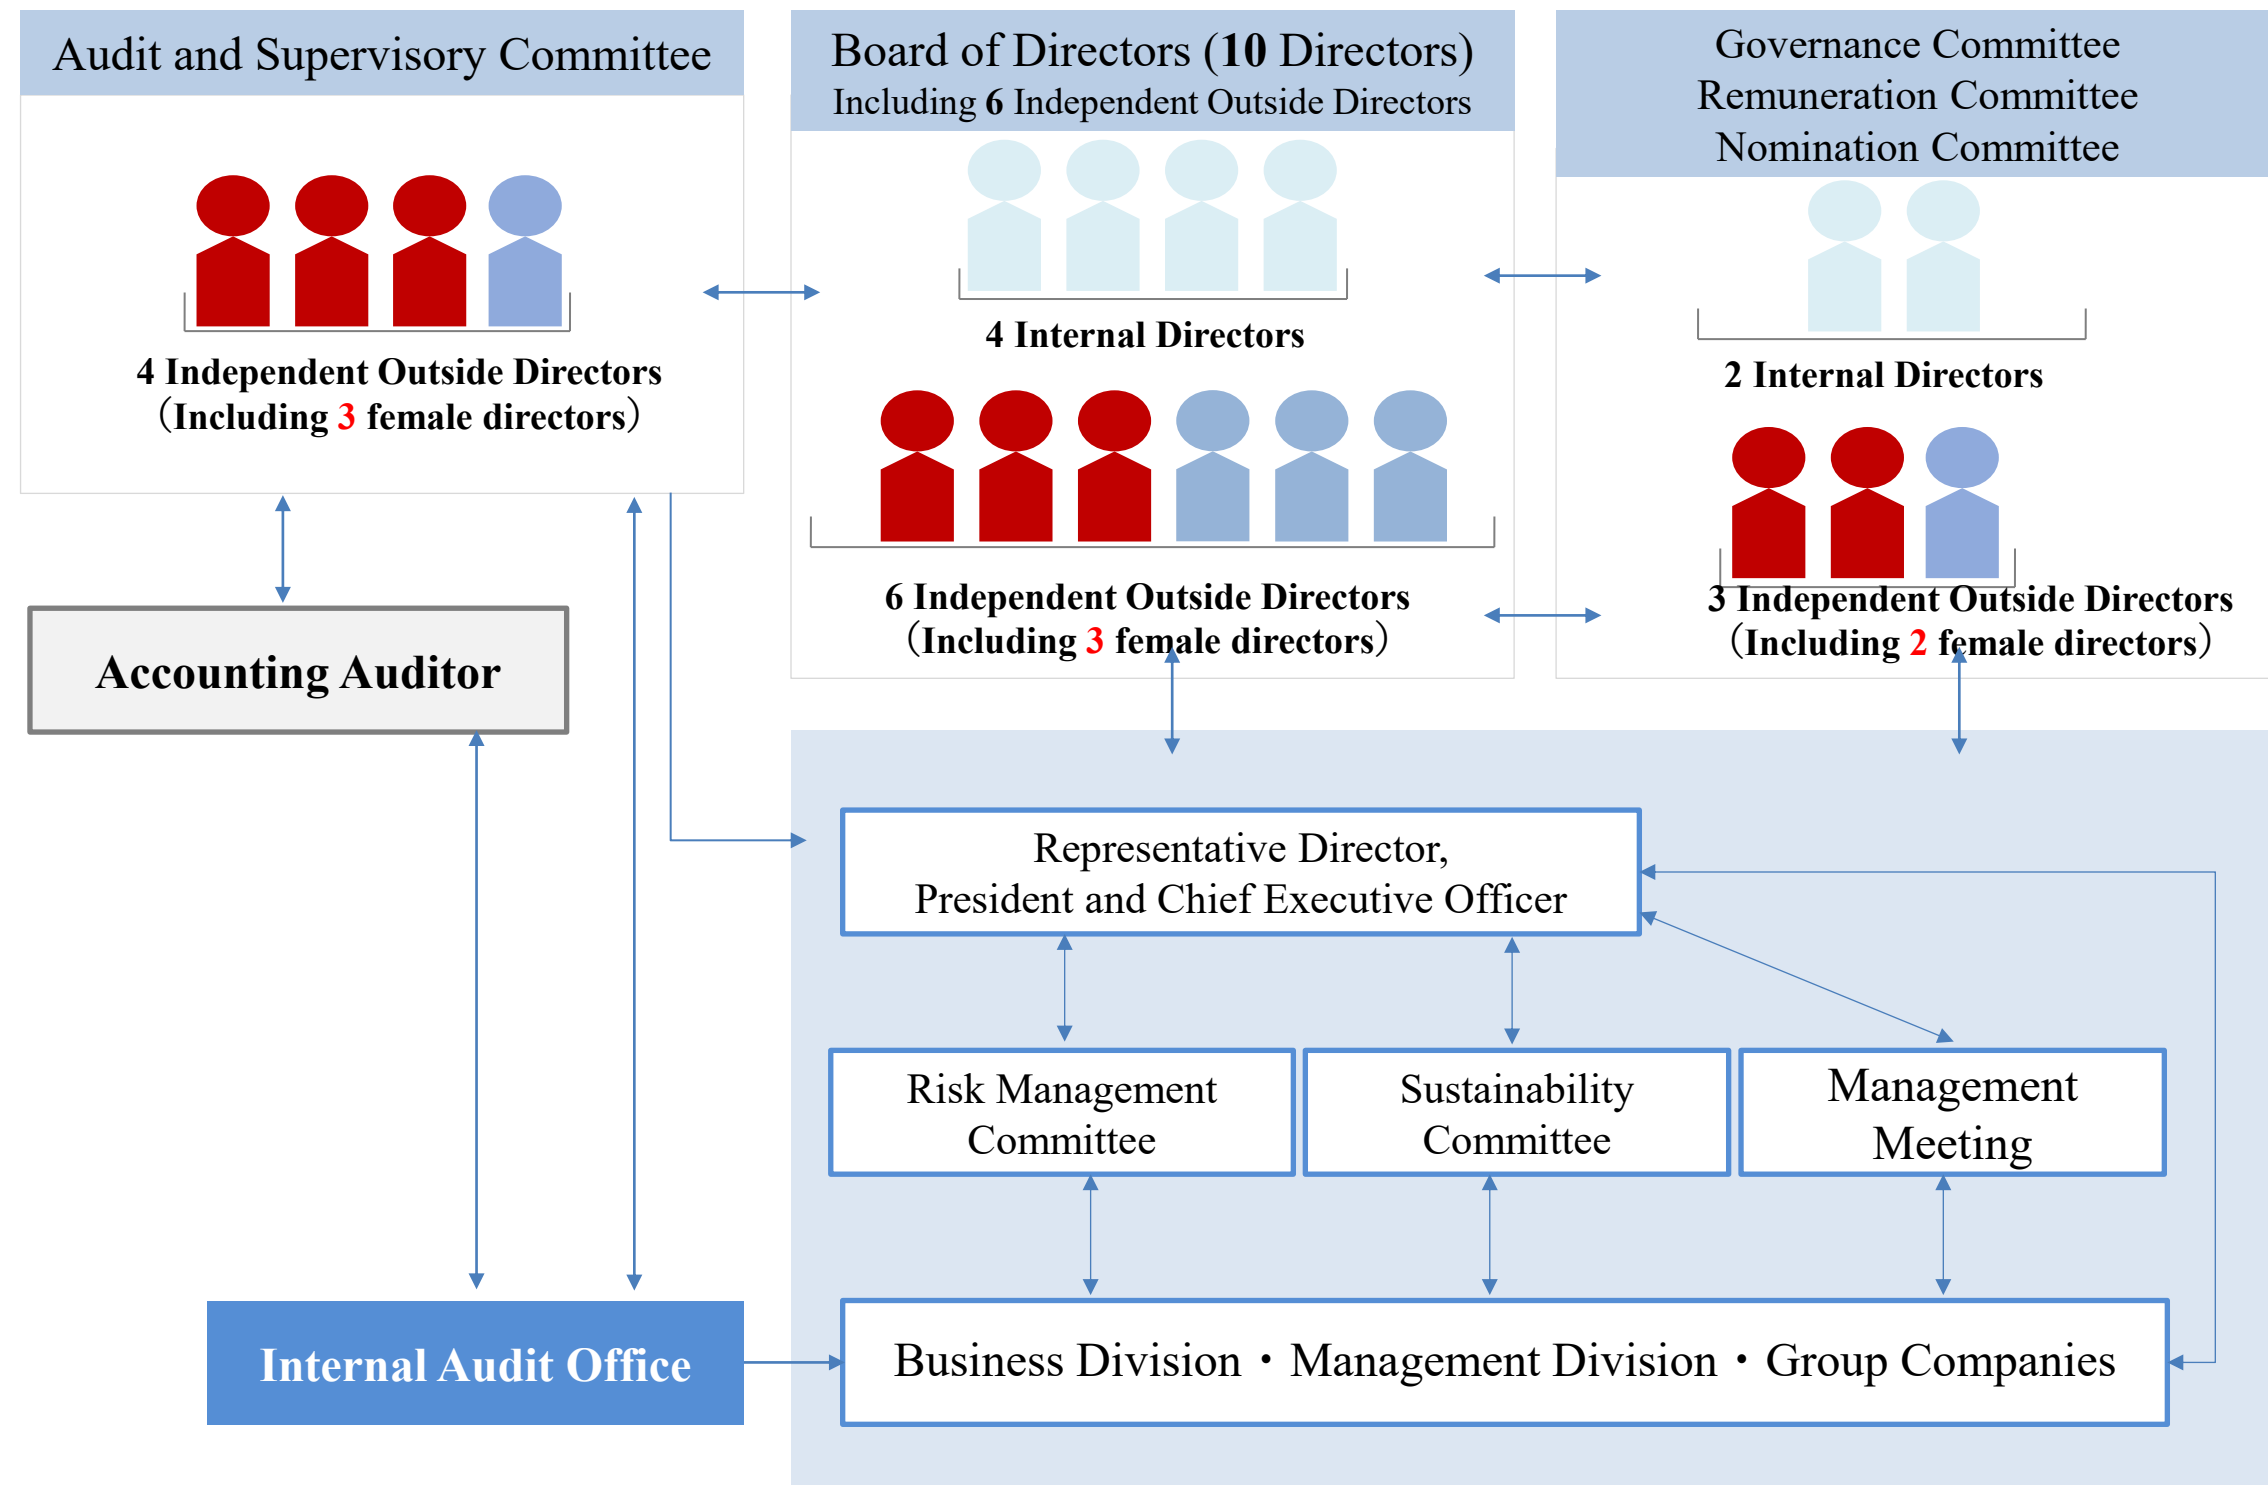 Audit and Supervisory Committee
4 Independent Outside Directors
（Including 3 female directors）
Board of Directors (10 Directors)
Including 6 Independent Outside Directors
4 Internal Directors
6 Independent Outside Directors
（Including 3 female directors）
Governance Committee
Remuneration Committee
Nomination Committee
2 Internal Directors
3 Independent Outside Directors
（Including 2 female directors）
Accounting Auditor
Representative Director,
President and Chief Executive Officer
Risk Management
Committee
Sustainability
Committee
Management
Meeting
Internal Audit Office
Business Division・Management Division・Group Companies